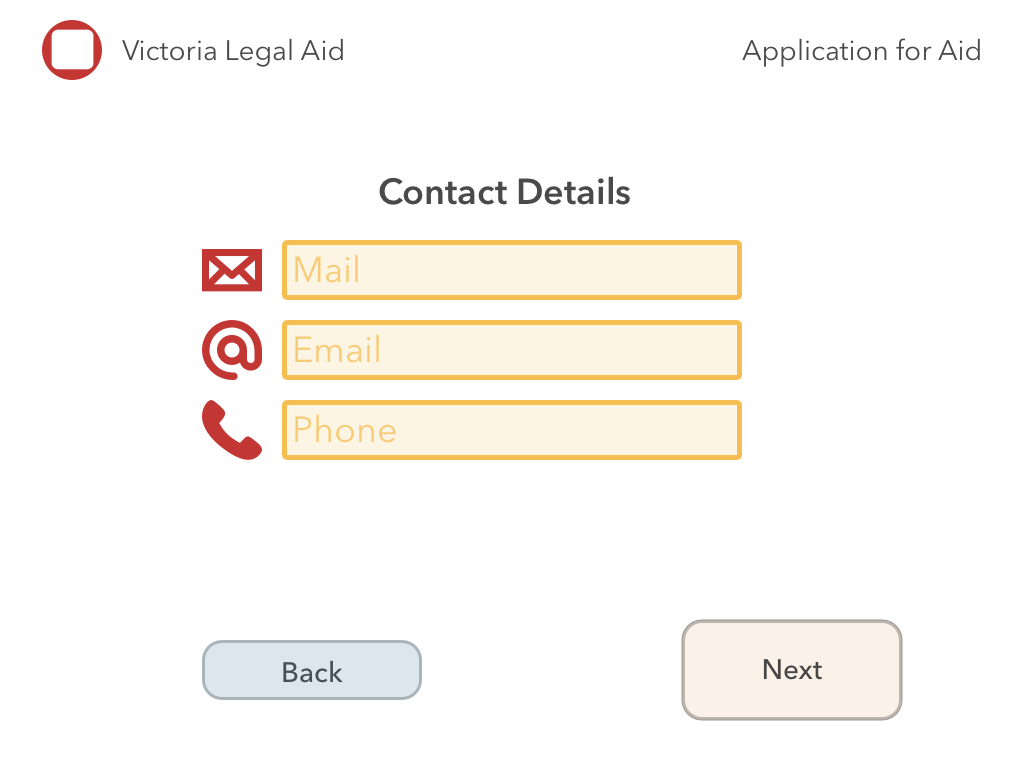 Victoria Legal Aid
Application for Aid
Contact Details
Mail
Email
Phone
Back
Next